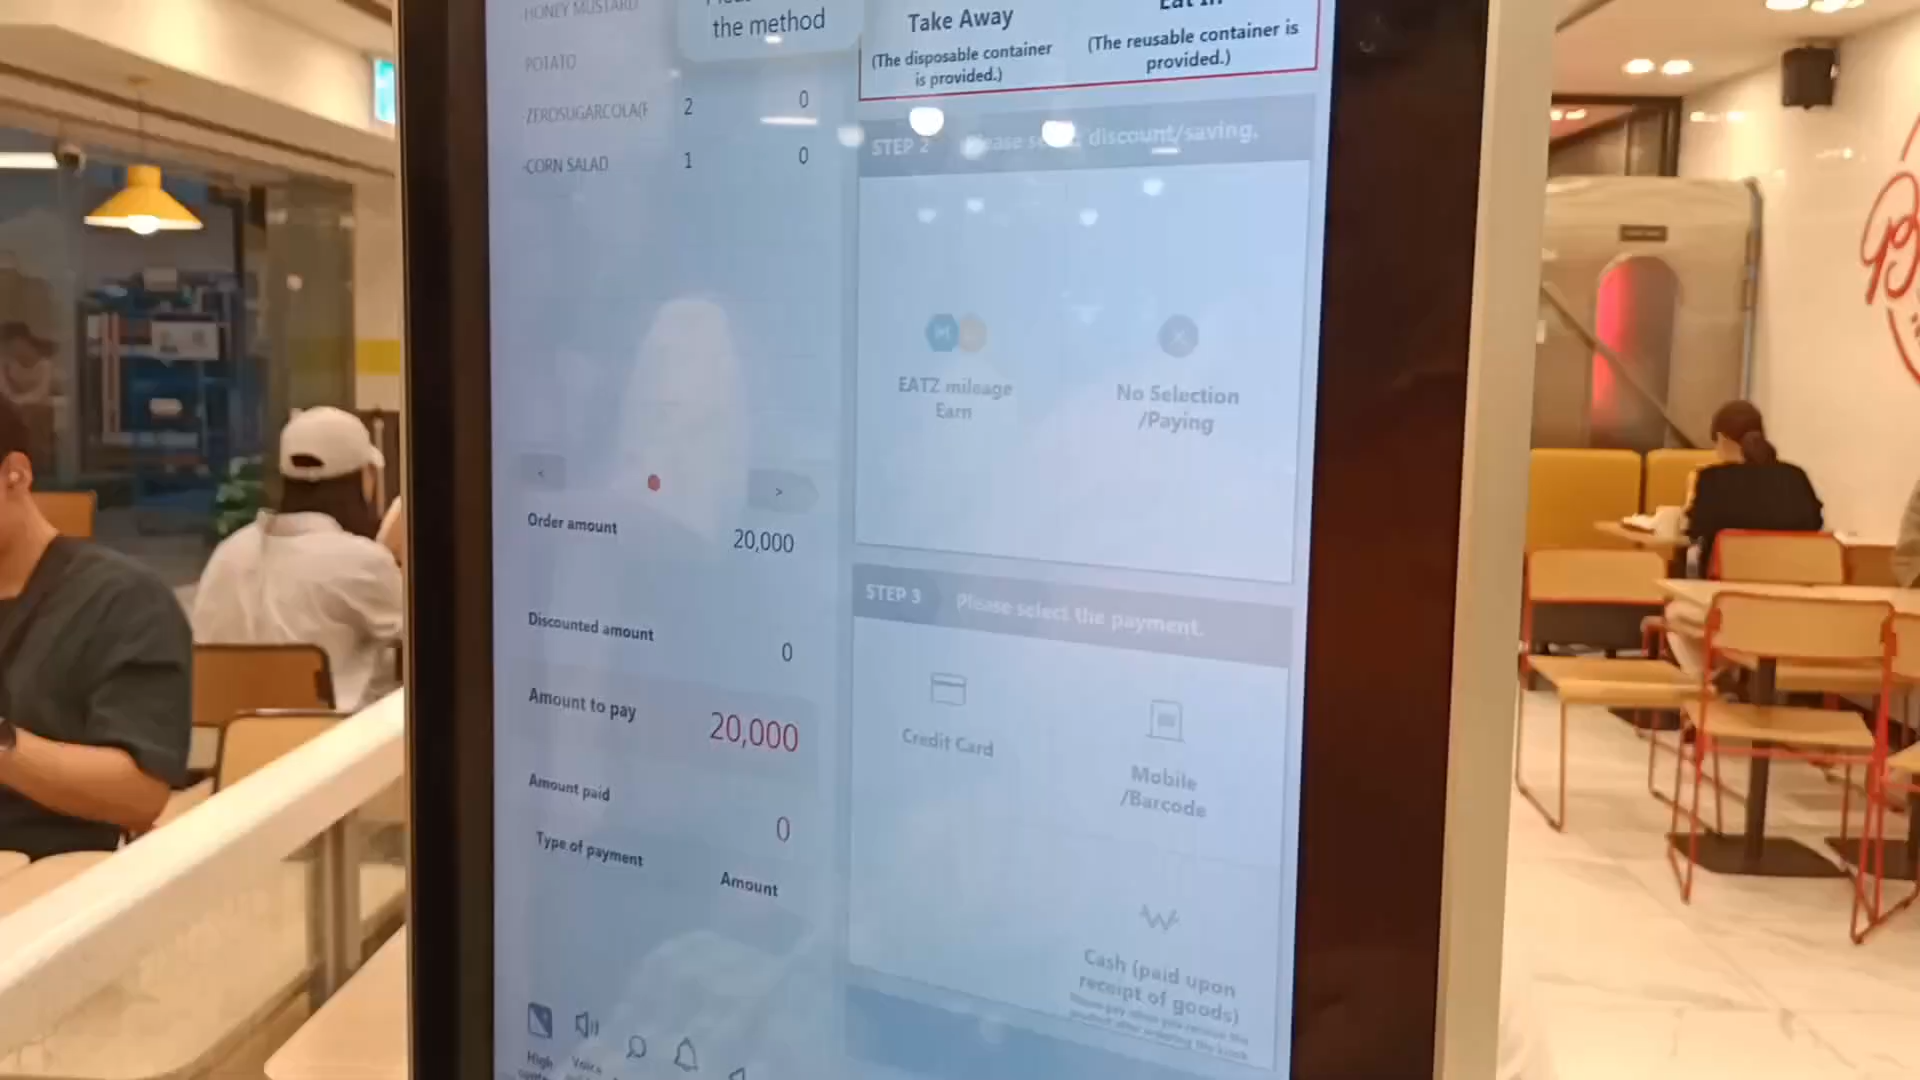 HONEY MUSTARD
the method
POTATO
-ZEROSUGARCOLA(F 2 0
-CORN SALAD 1 0
Take Away
(The disposable container
is provided.)
Eat In
(The reusable container is
provided.)
STEP 2 discount/saving.
EATZ mileage
Earn
No Selection
/Paying
< >
Order amount 20,000
Discounted amount 0
Amount to pay 20,000
Amount paid 0
Type of payment Amount
STEP 3 Please select the payment.
Credit Card
Mobile
/Barcode
Cash (paid upon
receipt of goods)
High
Voice